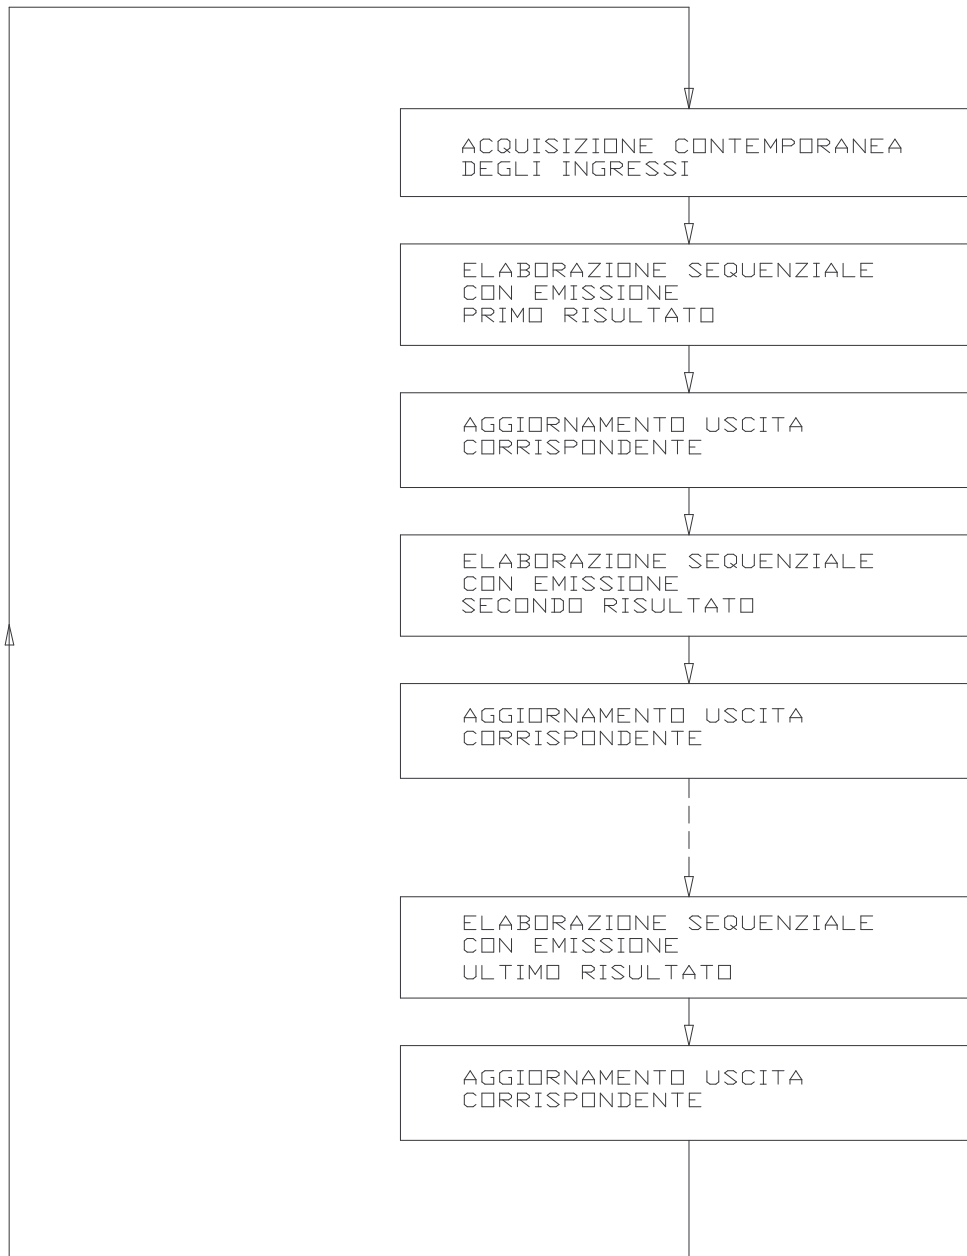 ACQUISIZIONE CONTEMPORANEA
DEGLI INGRESSI
ELABORAZIONE SEQUENZIALE
CON EMISSIONE
PRIMO RISULTATO
AGGIORNAMENTO USCITA
CORRISPONDENTE
ELABORAZIONE SEQUENZIALE
CON EMISSIONE
SECONDO RISULTATO
AGGIORNAMENTO USCITA
CORRISPONDENTE
ELABORAZIONE SEQUENZIALE
CON EMISSIONE
ULTIMO RISULTATO
AGGIORNAMENTO USCITA
CORRISPONDENTE